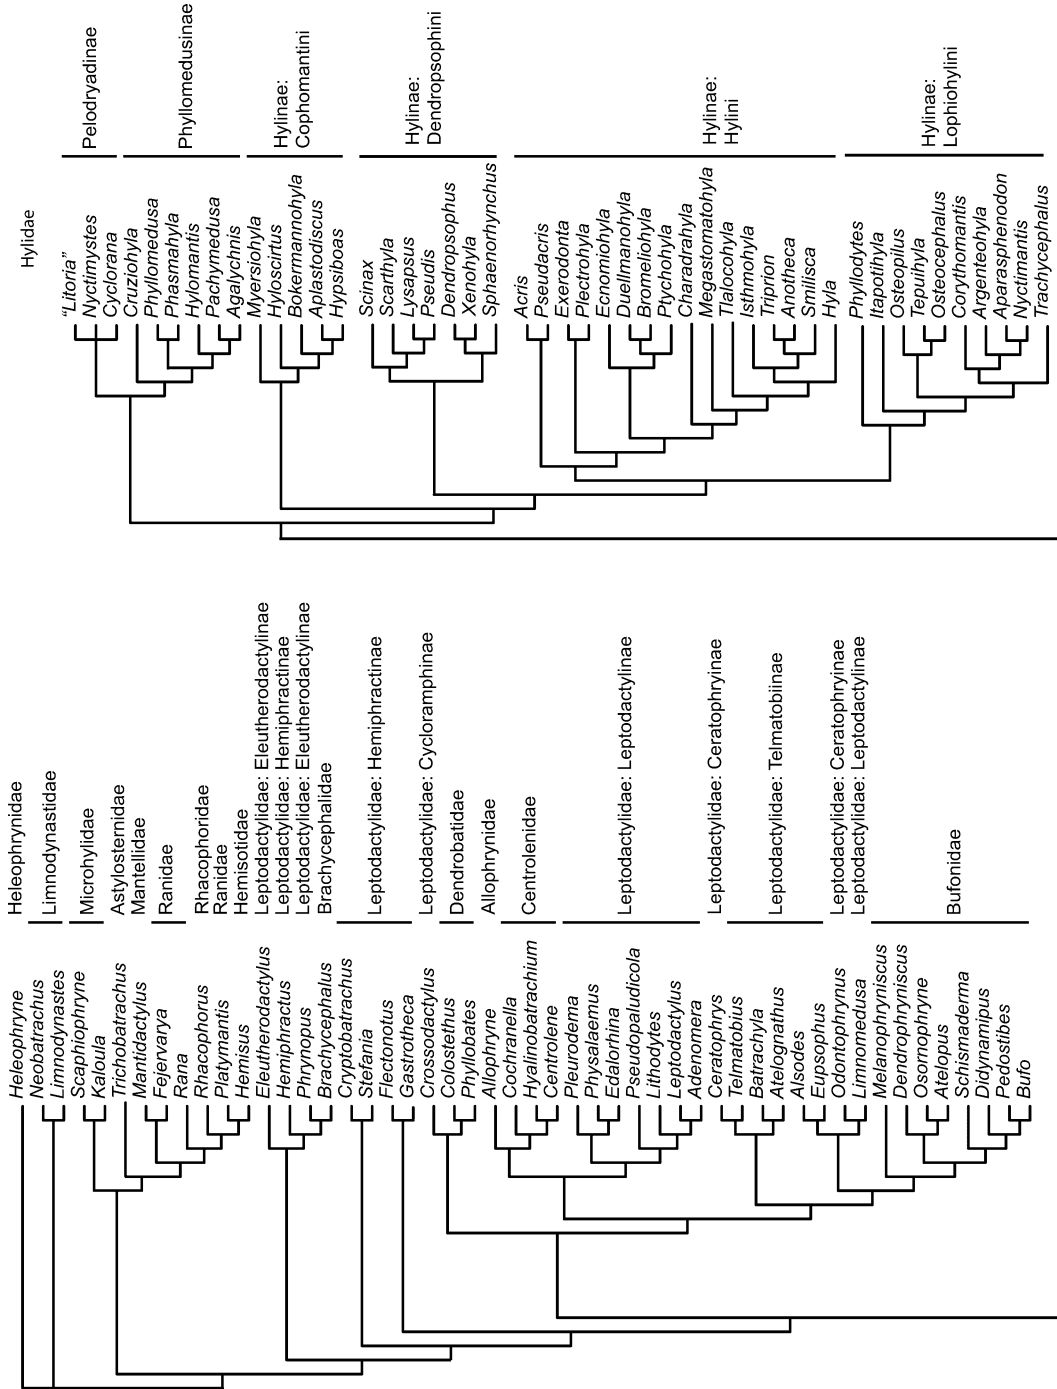 Hylidae
Pelodryadinae
Phyllomedusinae
Hylinae:
Cophomantini
Hylinae:
Dendropsophini
Hylinae:
Hylini
Hylinae:
Lophiohylini
"Litoria"
Nyctimystes
Cyclorana
Cruziohyla
Phyllomedusa
Phasmahyla
Hylomantis
Pachymedusa
Agalychnis
Myersiohyla
Hyloscirtus
Bokermannohyla
Aplastodiscus
Hypsiboas
Scinax
Scarthyla
Lysapsus
Pseudis
Dendropsophus
Xenohyla
Sphaenorhynchus
Acris
Pseudacris
Exerodonta
Plectrohyla
Ecnomiohyla
Duellmanohyla
Bromeliohyla
Ptychohyla
Charadrahyla
Megastomatohyla
Tlalocohyla
Isthmohyla
Triprion
Anotheca
Smilisca
Hyla
Phyllodytes
Itapotihyla
Osteopilus
Tepuihyla
Osteocephalus
Corythomantis
Argenteohyla
Aparasphenodon
Nyctimantis
Trachycephalus
Heleophrynidae
Limnodynastidae
Microhylidae
Astylosternidae
Mantellidae
Ranidae
Rhacophoridae
Ranidae
Hemisotidae
Leptodactylidae: Eleutherodactylinae
Leptodactylidae: Hemiphractinae
Leptodactylidae: Eleutherodactylinae
Brachycephalidae
Leptodactylidae: Hemiphractinae
Leptodactylidae: Cycloramphinae
Dendrobatidae
Allophrynidae
Centrolenidae
Leptodactylidae: Leptodactylinae
Leptodactylidae: Ceratophryinae
Leptodactylidae: Telmatobiinae
Leptodactylidae: Ceratophryinae
Leptodactylidae: Leptodactylinae
Bufonidae
Heleophryne
Neobatrachus
Limnodynastes
Scaphiophryne
Kaloula
Trichobatrachus
Mantidactylus
Fejervarya
Rana
Rhacophorus
Platymantis
Hemisus
Eleutherodactylus
Hemiphractus
Phrynopus
Brachycephalus
Cryptobatrachus
Stefania
Flectonotus
Gastrotheca
Crossodactylus
Colostethus
Phyllobates
Allophryne
Cochranella
Hyalinobatrachium
Centrolene
Pleurodema
Physalaemus
Edalorhina
Pseudopaludicola
Lithodytes
Leptodactylus
Adenomera
Ceratophrys
Telmatobius
Batrachyla
Atelognathus
Alsodes
Eupsophus
Odontophrynus
Limnomedusa
Melanophryniscus
Dendrophryniscus
Osornophryne
Atelopus
Schismaderma
Didynamipus
Pedostibes
Bufo